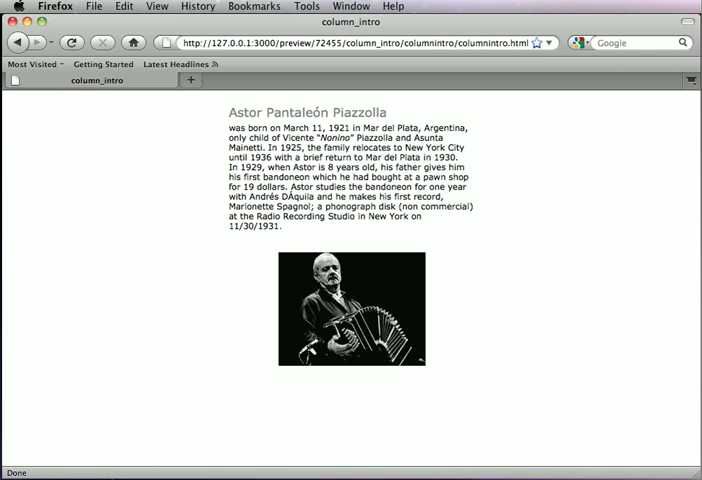 Firefox File Edit View History Bookmarks Tools Window Help
column_intro
http://127.0.0.1:3000/preview/72455/column_intro/columnintro/columnintro.html
Google
Most Visited Getting Started Latest Headlines
column_intro
Astor Pantaleón Piazzolla
was born on March 11, 1921 in Mar del Plata, Argentina,
only child of Vicente “Nonino” Piazzolla and Asunta
Mainetti. In 1925, the family relocates to New York City
until 1936 with a brief return to Mar del Plata in 1930.
In 1929, when Astor is 8 years old, his father gives him
his first bandoneon which he had bought at a pawn shop
for 19 dollars. Astor studies the bandoneon for one year
with Andrés DÁquila and he makes his first record,
Marionette Spagnol; a phonograph disk (non commercial)
at the Radio Recording Studio in New York on
11/30/1931.
Done